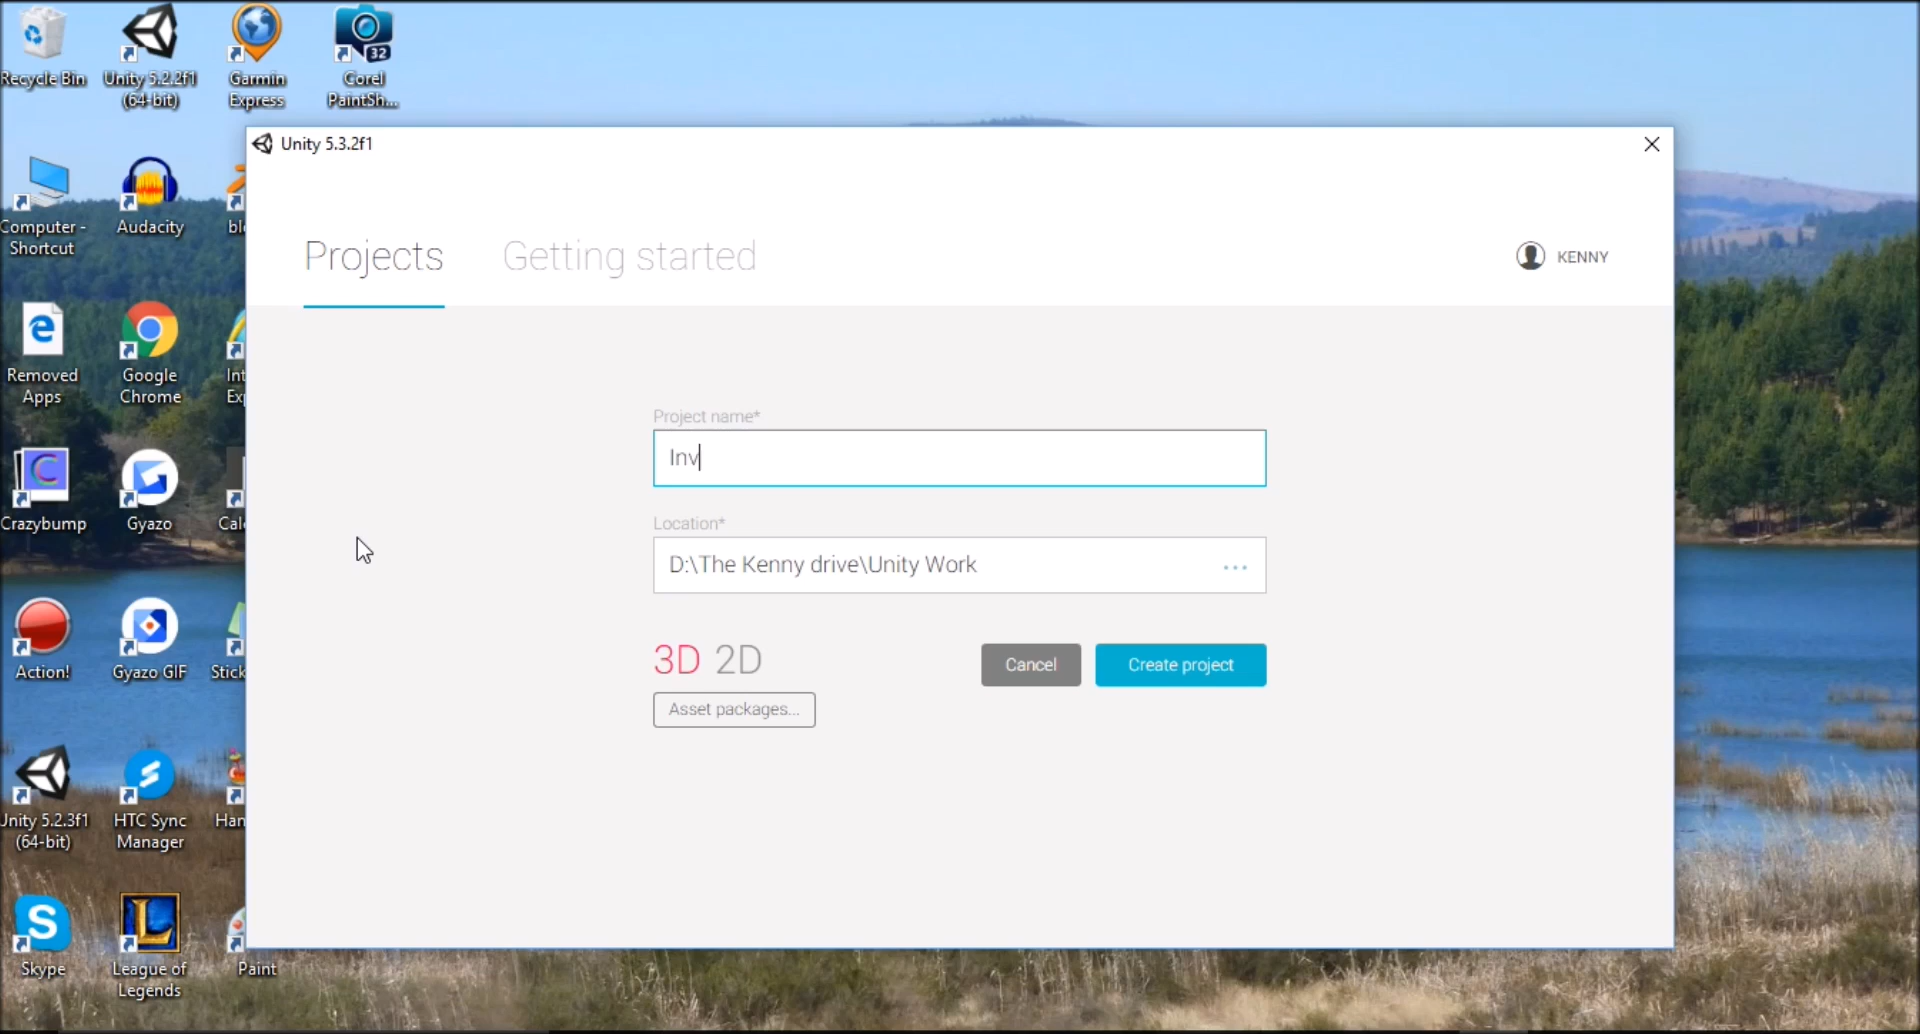 Recycle Bin
Unity 5.2.2f1
(64-bit)
Garmin
Express
32
Corel
PaintSh...
Unity 5.3.2f1
Computer -
Shortcut
Audacity
Projects
Getting started
KENNY
Removed
Apps
Google
Chrome
Project name*
Inv
Crazybump
Gyazo
Location*
D:\The Kenny drive\Unity Work
...
Action!
Gyazo GIF
Stick
3D 2D
Cancel
Create project
Asset packages...
Unity 5.2.3f1
(64-bit)
HTC Sync
Manager
Skype
League of
Legends
Paint